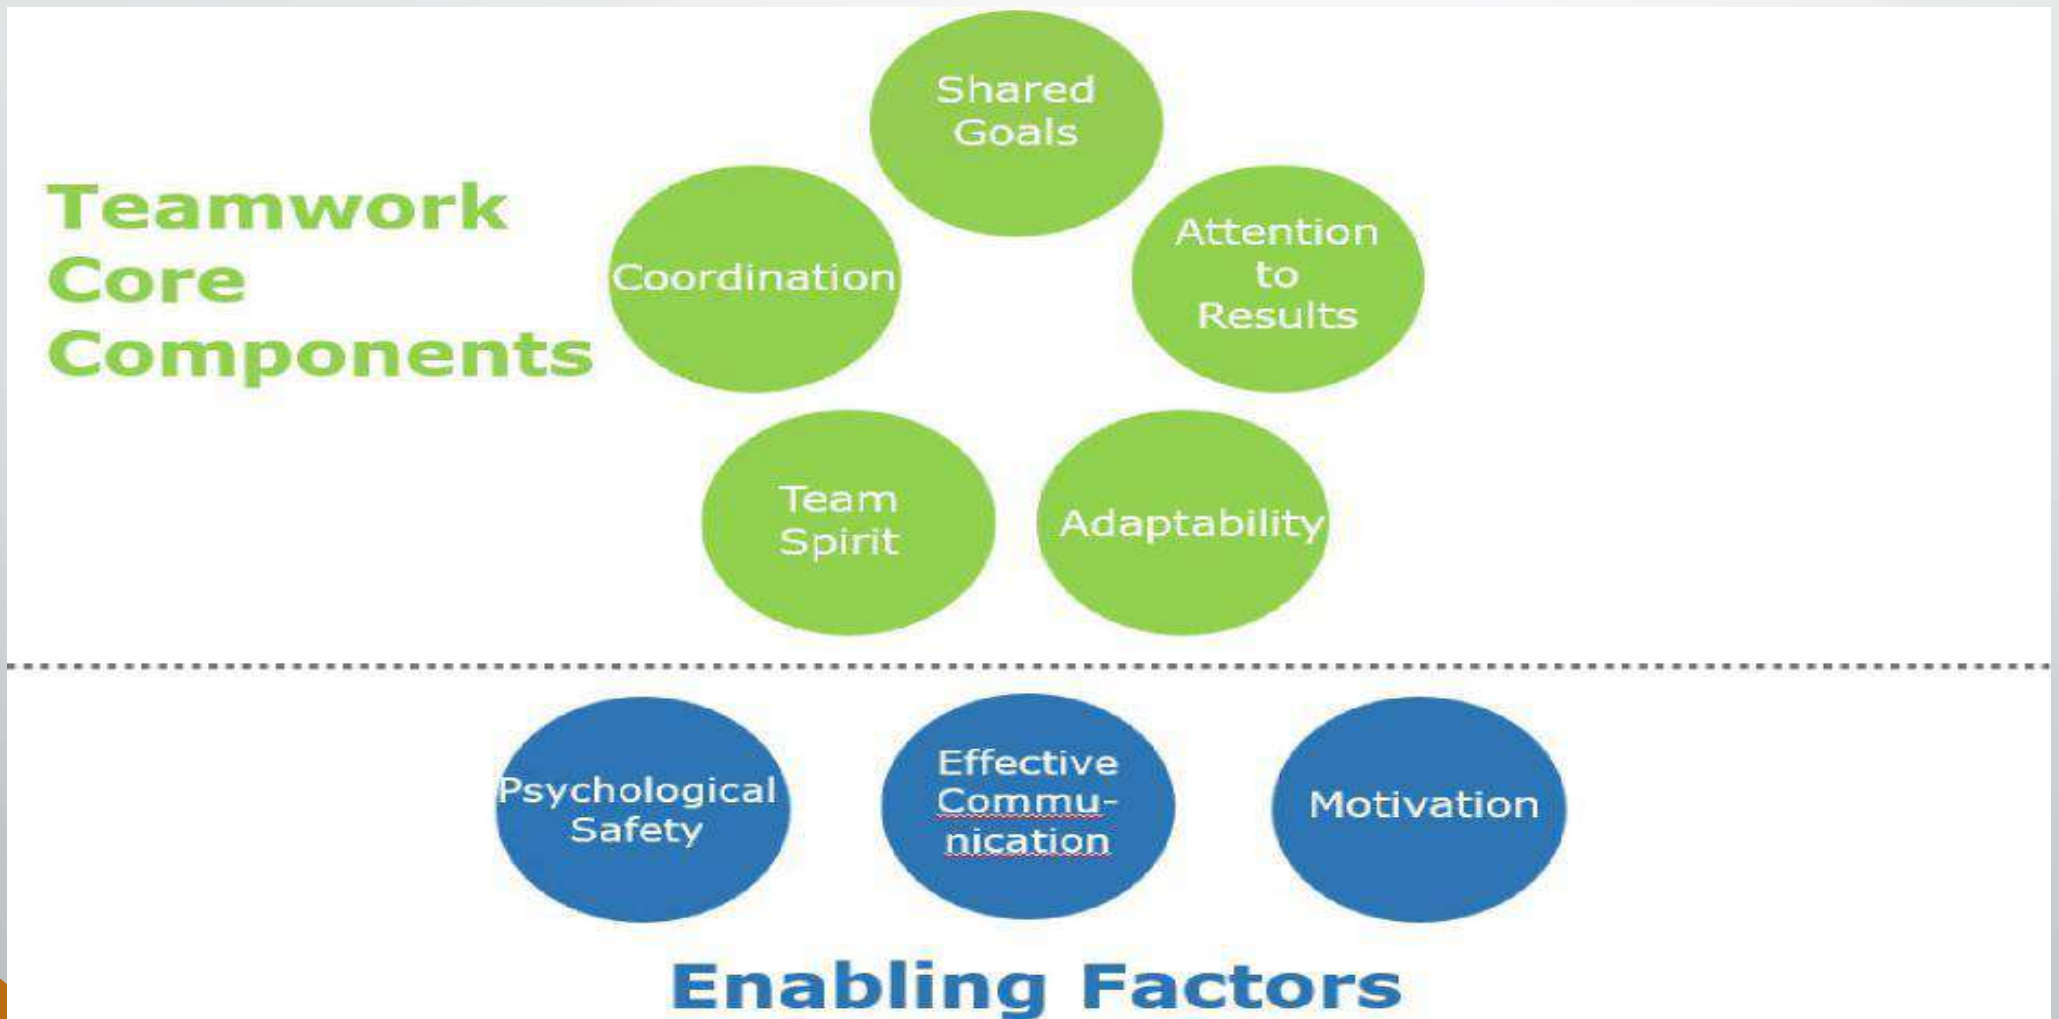 Shared
Goals
Teamwork
Core
Components
Coordination
Attention
to
Results
Team
Spirit
Adaptability
Psychological
Safety
Effective
Commu-
nication
Motivation
Enabling Factors